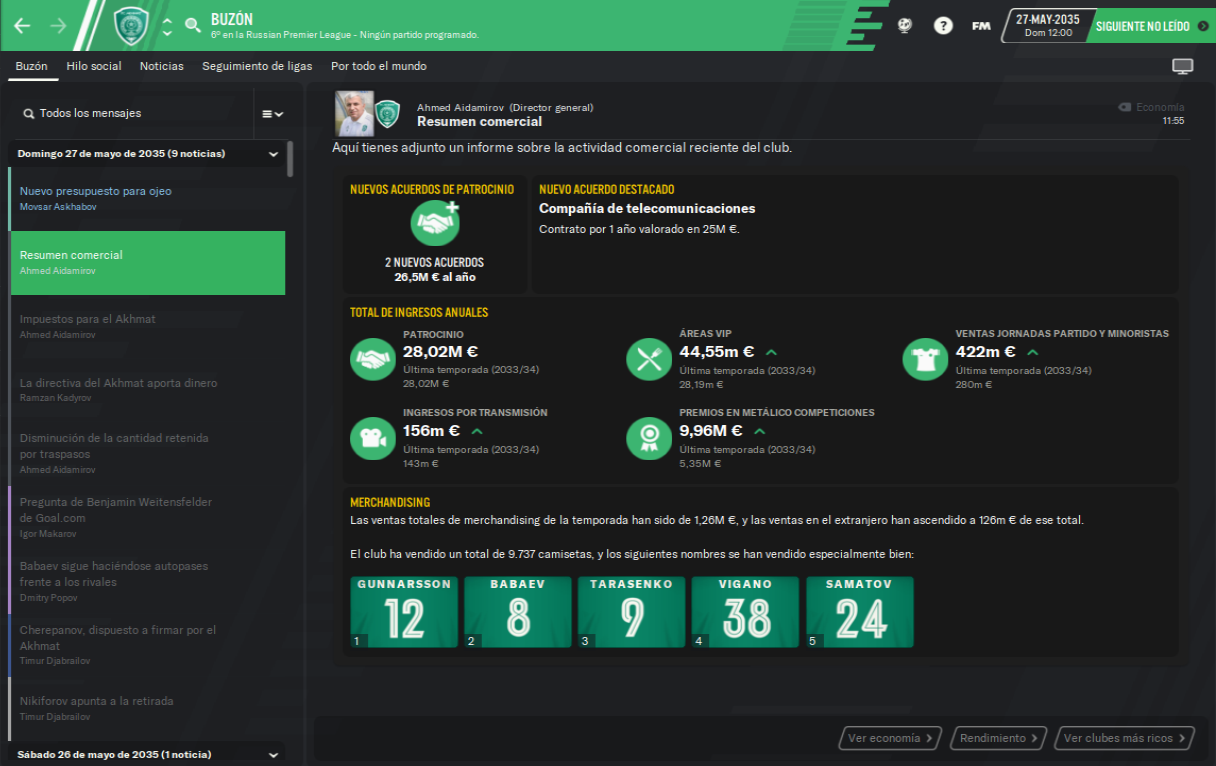 BUZÓN
6º en la Russian Premier League - Ningún partido programado.
?
FM
27-MAY-2035
Dom 12:00
SIGUIENTE NO LEÍDO
Buzón Hilo social Noticias Seguimiento de ligas Por todo el mundo
Todos los mensajes
Domingo 27 de mayo de 2035 (9 noticias)
Nuevo presupuesto para ojeo
Movsar Askhabov
Resumen comercial
Ahmed Aidamirov
Impuestos para el Akhmat
Ahmed Aidamirov
La directiva del Akhmat aporta dinero
Ramzan Kadyrov
Disminución de la cantidad retenida
por traspasos
Ahmed Aidamirov
Pregunta de Benjamin Weitensfelder
de Goal.com
Igor Makarov
Babaev sigue haciéndose autopases
frente a los rivales
Dmitry Popov
Cherepanov, dispuesto a firmar por el
Akhmat
Timur Djabrailov
Nikiforov apunta a la retirada
Timur Djabrailov
Sábado 26 de mayo de 2035 (1 noticia)
Ahmed Aidamirov (Director general)
Resumen comercial
Economía
11:55
Aquí tienes adjunto un informe sobre la actividad comercial reciente del club.
NUEVOS ACUERDOS DE PATROCINIO
2 NUEVOS ACUERDOS
26,5M € al año
NUEVO ACUERDO DESTACADO
Compañía de telecomunicaciones
Contrato por 1 año valorado en 25M €.
TOTAL DE INGRESOS ANUALES
PATROCINIO
28,02M €
Última temporada (2033/34)
28,02M €
ÁREAS VIP
44,55m €
Última temporada (2033/34)
28,19m €
VENTAS JORNADAS PARTIDO Y MINORISTAS
422m €
Última temporada (2033/34)
280m €
INGRESOS POR TRANSMISIÓN
156m €
Última temporada (2033/34)
143m €
PREMIOS EN METÁLICO COMPETICIONES
9,96M €
Última temporada (2033/34)
5,35M €
MERCHANDISING
Las ventas totales de merchandising de la temporada han sido de 1,26M €, y las ventas en el extranjero han ascendido a 126m € de ese total.
El club ha vendido un total de 9.737 camisetas, y los siguientes nombres se han vendido especialmente bien:
GUNNARSSON
12
1
BABAEV
8
2
TARASENKO
9
3
VIGANO
38
4
SAMATOV
24
5
Ver economía
Rendimiento
Ver clubes más ricos